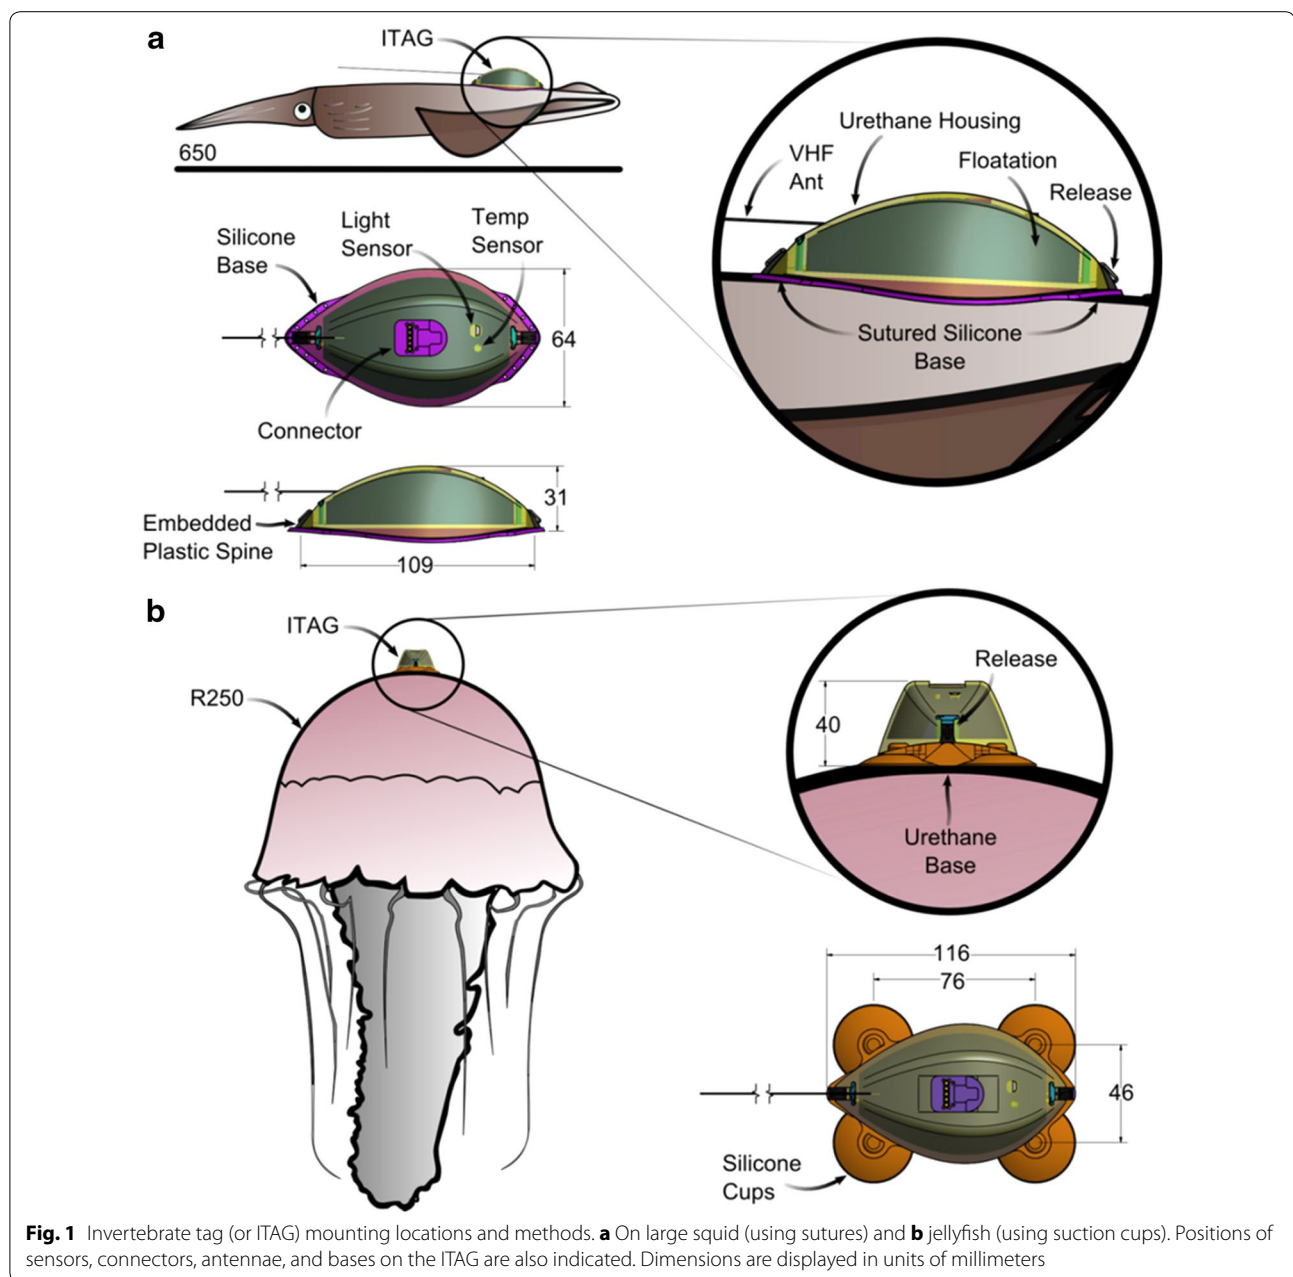 a
ITAG
650
Urethane Housing
VHF
Ant
Floatation
Release
Sutured Silicone
Base
Silicone
Base
Light
Sensor
Temp
Sensor
64
Connector
31
Embedded
Plastic Spine
109
b
ITAG
R250
Release
40
Urethane
Base
116
76
46
Silicone
Cups
Fig. 1 Invertebrate tag (or ITAG) mounting locations and methods. a On large squid (using sutures) and b jellyfish (using suction cups). Positions of
sensors, connectors, antennae, and bases on the ITAG are also indicated. Dimensions are displayed in units of millimeters